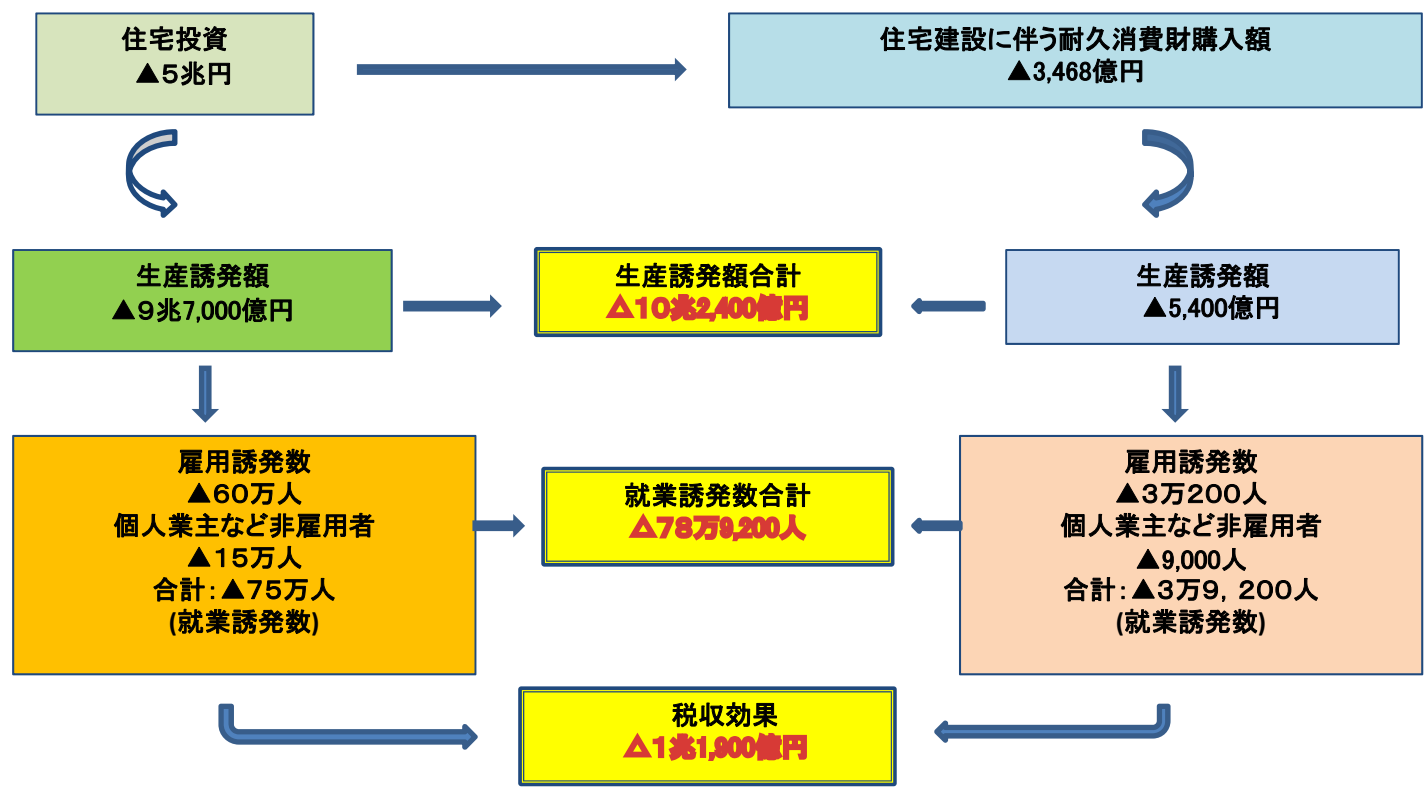 住宅投資
▲5兆円
住宅建設に伴う耐久消費財購入額
▲3,468億円
生産誘発額
▲9兆7,000億円
生産誘発額合計
△10兆2,400億円
生産誘発額
▲5,400億円
雇用誘発数
▲60万人
個人業主など非雇用者
▲15万人
合計:▲75万人
(就業誘発数)
就業誘発数合計
△78万9,200人
雇用誘発数
▲3万200人
個人業主など非雇用者
▲9,000人
合計:▲3万9, 200人
(就業誘発数)
税収効果
△1兆1,900億円